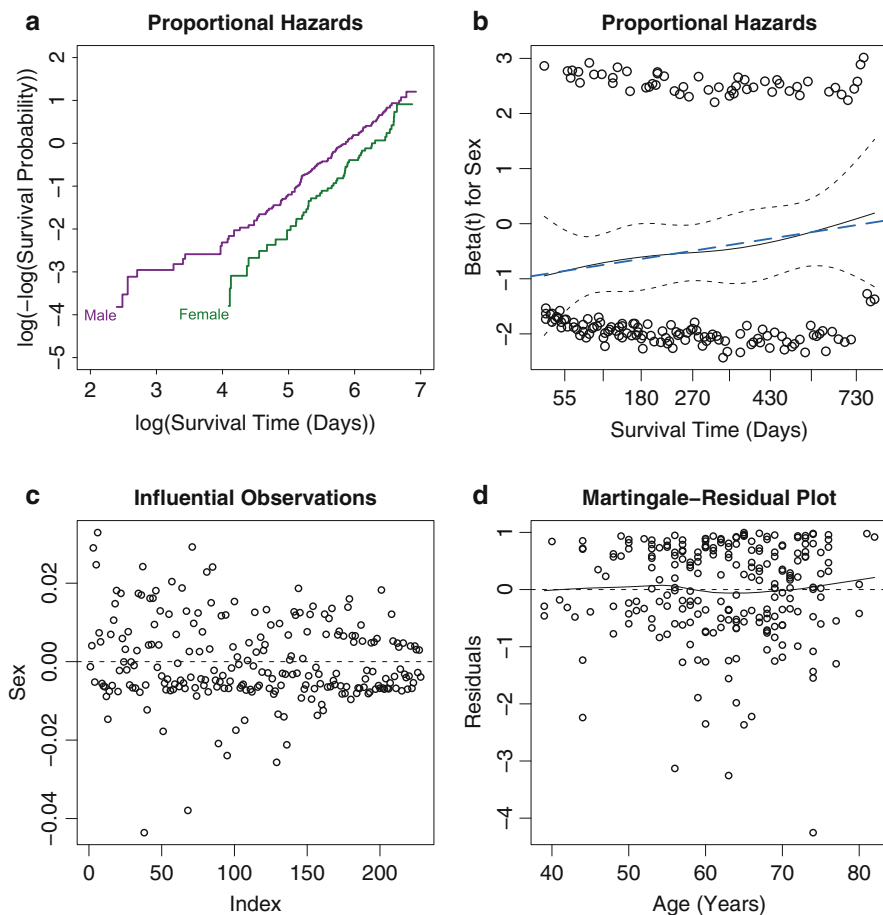 a Proportional Hazards
log(−log(Survival Probability))
2
1
0
−1
−2
−3
−4
−5
Male
Female
2 3 4 5 6 7
log(Survival Time (Days))
b Proportional Hazards
Beta(t) for Sex
3
2
1
0
−1
−2
55 180 270 430 730
Survival Time (Days)
c Influential Observations
Sex
0.02
0.00
−0.02
−0.04
0 50 100 150 200
Index
d Martingale−Residual Plot
Residuals
1
0
−1
−2
−3
−4
40 50 60 70 80
Age (Years)